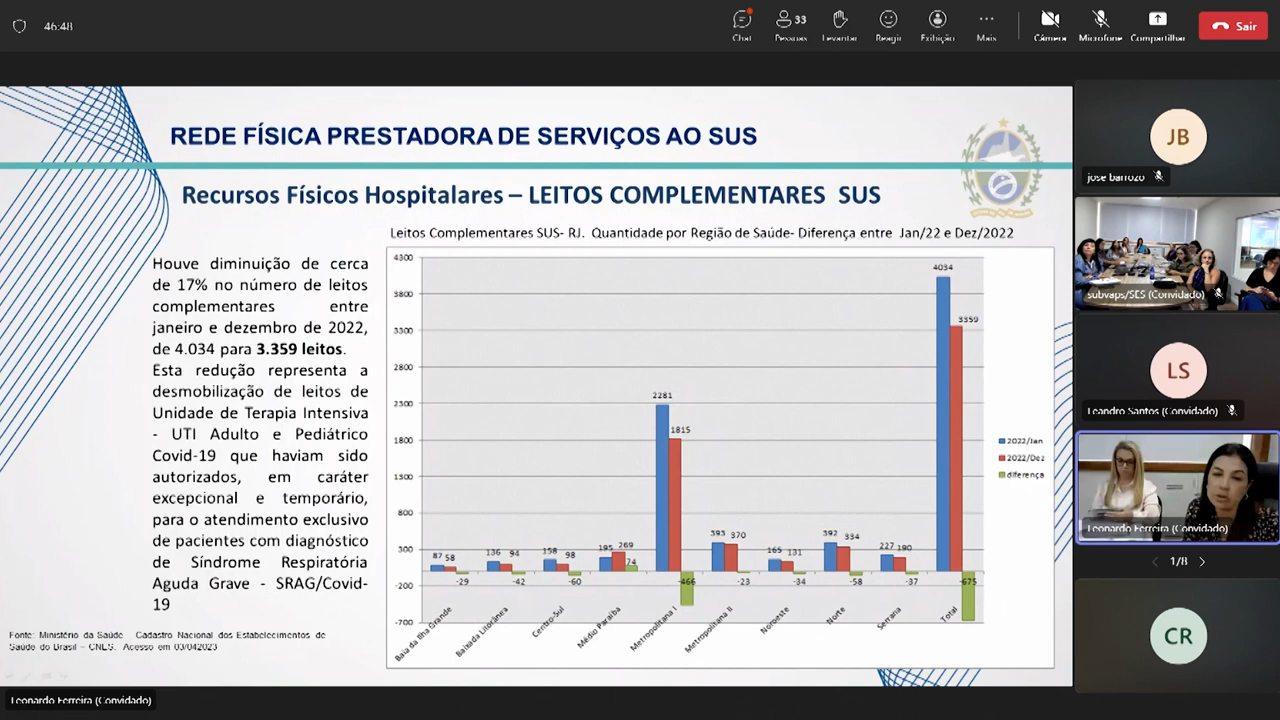 46:48
Chat
33
Pessoas
Levantar
Reagir
Exibição
Mais
Câmera
Microfone
Compartilhar
Sair
REDE FÍSICA PRESTADORA DE SERVIÇOS AO SUS
Recursos Físicos Hospitalares – LEITOS COMPLEMENTARES SUS
Leitos Complementares SUS- RJ. Quantidade por Região de Saúde- Diferença entre Jan/22 e Dez/2022
Houve diminuição de cerca
de 17% no número de leitos
complementares entre
janeiro e dezembro de 2022,
de 4.034 para 3.359 leitos.
Esta redução representa a
desmobilização de leitos de
Unidade de Terapia Intensiva
- UTI Adulto e Pediátrico
Covid-19 que haviam sido
autorizados, em caráter
excepcional e temporário,
para o atendimento exclusivo
de pacientes com diagnóstico
de Síndrome Respiratória
Aguda Grave - SRAG/Covid-
19
Fonte: Ministério da Saúde Cadastro Nacional dos Estabelecimentos de
Saúde do Brasil – CNES. Acesso em 03/042023
4300
3800
3300
2800
2300
1800
1300
800
300
-200
-700
87 58 -29
136 94 -42
158 98 -60
195 269 74
2281 1815 -466
393 370 -23
165 131 -34
392 334 -58
227 190 -37
4034 3359 -675
Baia da Ilha Grande
Baixada Litorânea
Centro-Sul
Médio Paraíba
Metropolitana I
Metropolitana II
Noroeste
Norte
Serrana
Total
2022/Jan
2022/Dez
diferença
JB
jose barrozo
subvaps/SES (Convidado)
LS
Leandro Santos (Convidado)
Leonardo Ferreira (Convidado)
1/8
CR
Leonardo Ferreira (Convidado)